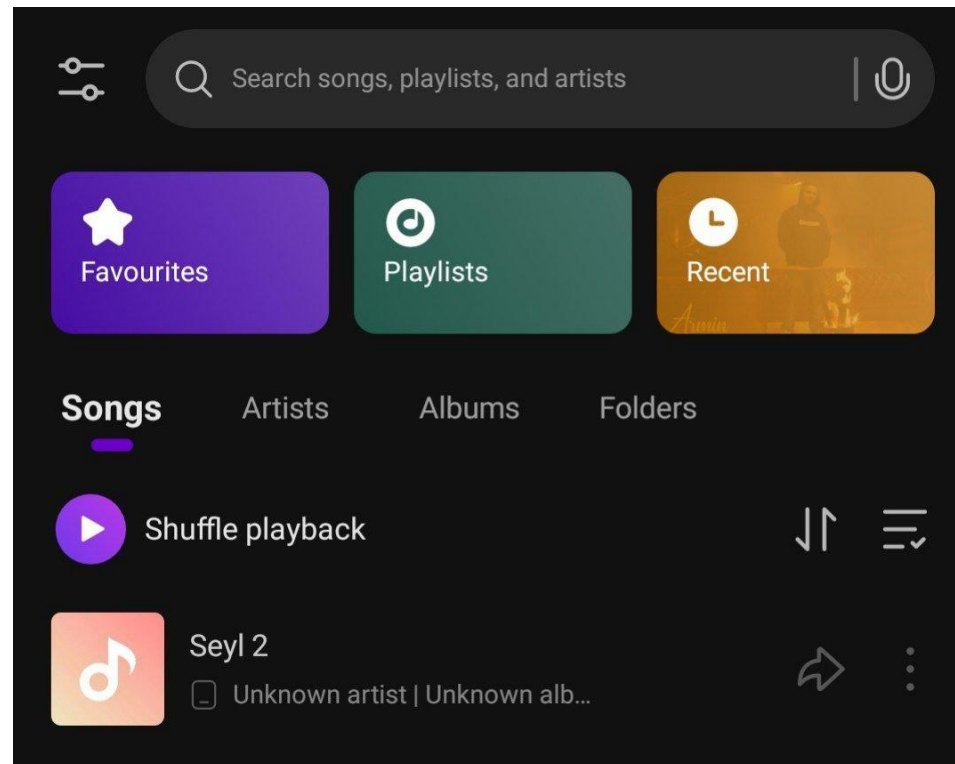 Search songs, playlists, and artists
Favourites
Playlists
Recent
Armin
Songs Artists Albums Folders
Shuffle playback
Seyl 2
Unknown artist | Unknown alb...